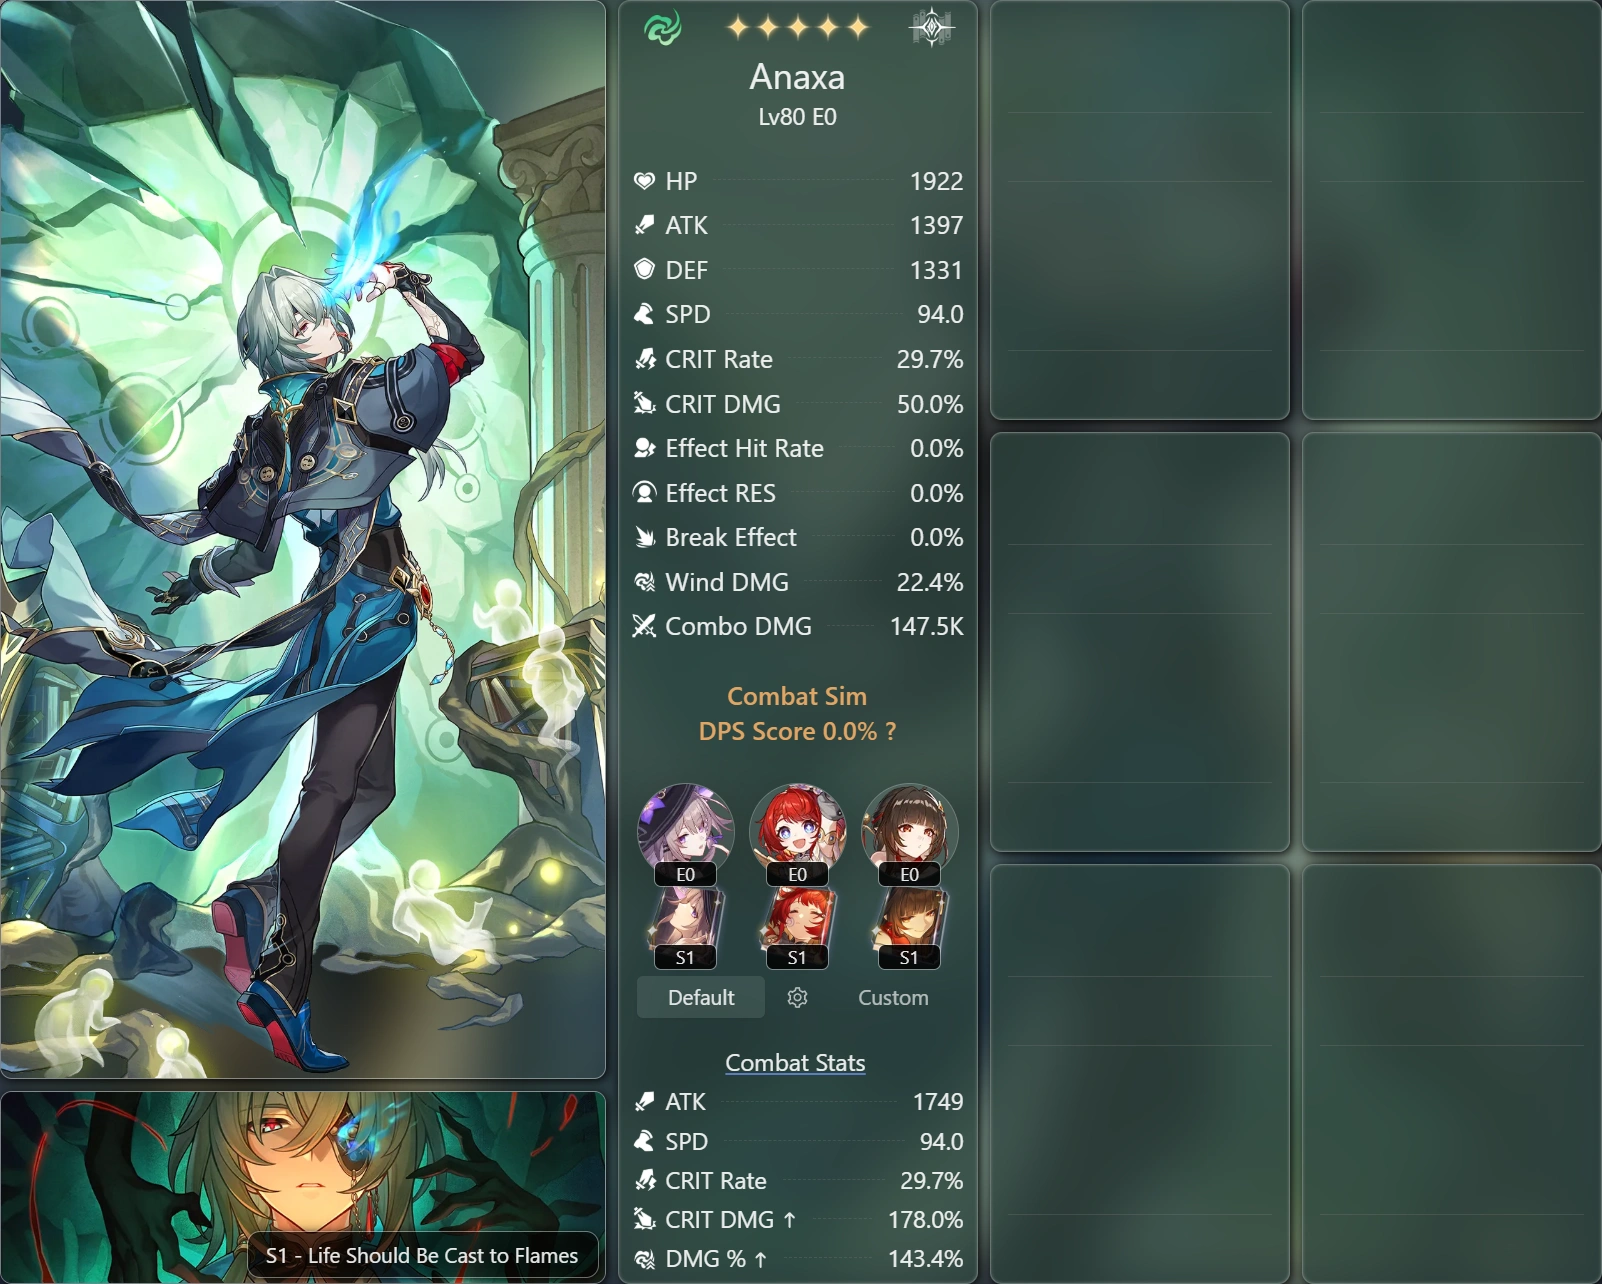 Anaxa
Lv80 E0
HP 1922
ATK 1397
DEF 1331
SPD 94.0
CRIT Rate 29.7%
CRIT DMG 50.0%
Effect Hit Rate 0.0%
Effect RES 0.0%
Break Effect 0.0%
Wind DMG 22.4%
Combo DMG 147.5K
Combat Sim
DPS Score 0.0% ?
E0 E0 E0
S1 S1 S1
Default Custom
Combat Stats
ATK 1749
SPD 94.0
CRIT Rate 29.7%
CRIT DMG ↑ 178.0%
DMG % ↑ 143.4%
S1 - Life Should Be Cast to Flames